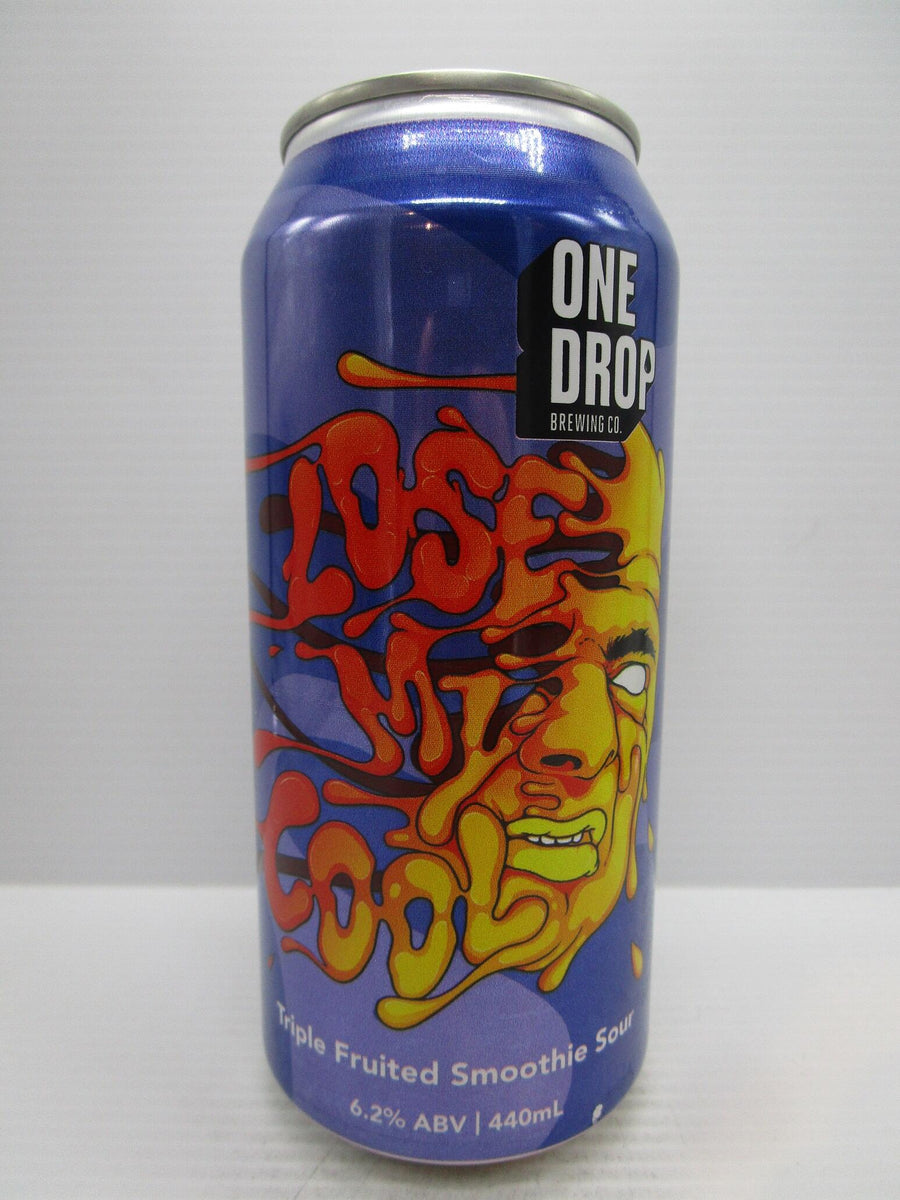 ONE
DROP
BREWING CO.
LOSE
MY
COOL
Triple Fruited Smoothie Sour
6.2% ABV | 440mL